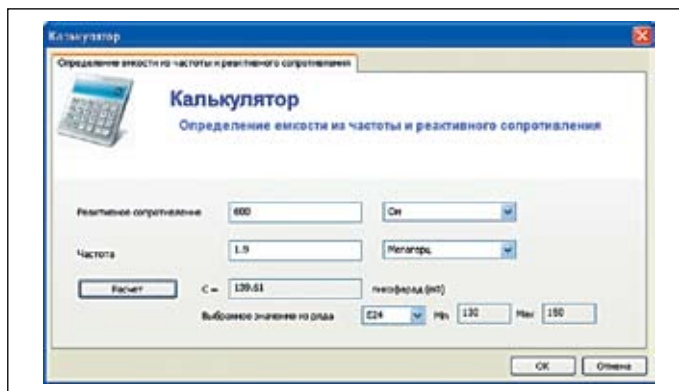 Калькулятор
Определение емкости из частоты и реактивного сопротивления
Калькулятор
Определение емкости из частоты и реактивного сопротивления
Реактивное сопротивление 600 Ом
Частота 1.9 Мегагерц
Расчет C = 139.61 пикофарад (пФ)
Выбранное значение из ряда E24 Min 130 Max 150
OK Отмена